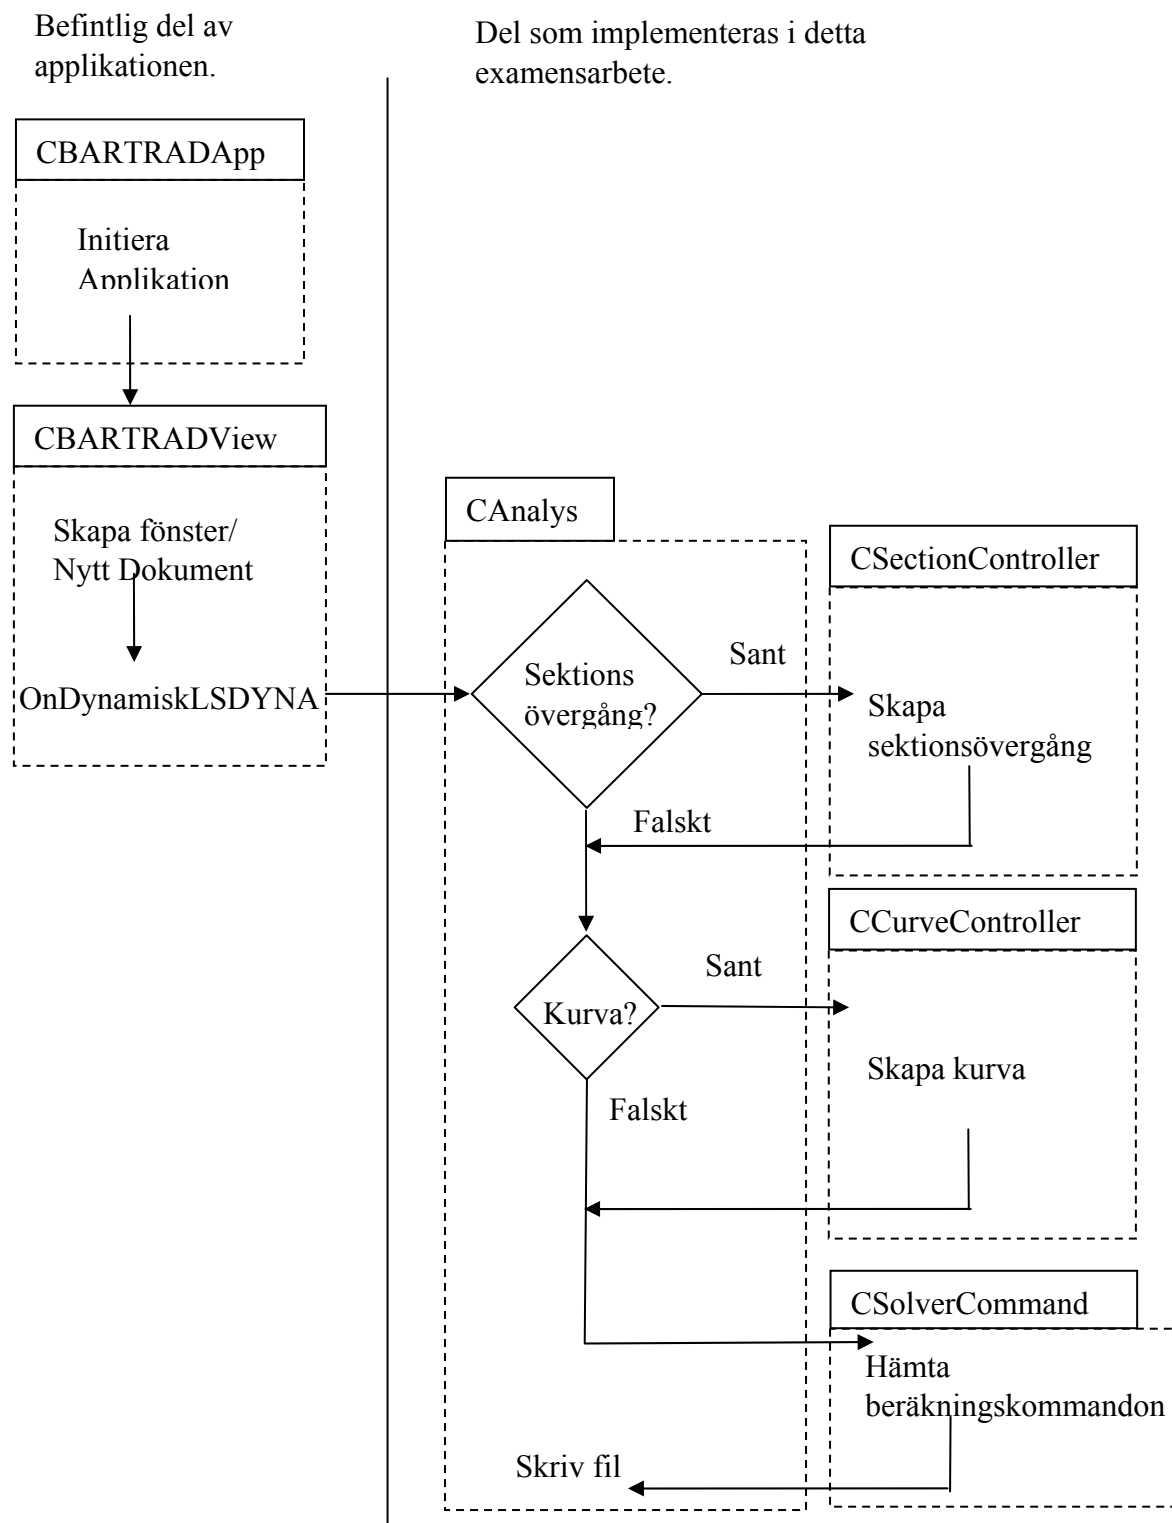 Befintlig del av
applikationen.
Del som implementeras i detta
examensarbete.
CBARTRADApp
Initiera
Applikation
CBARTRADView
Skapa fönster/
Nytt Dokument
OnDynamiskLSDYNA
CAnalys
Sektions
övergång?
Sant
Falskt
CSectionController
Skapa
sektionsövergång
Kurva?
Sant
Falskt
CCurveController
Skapa kurva
CSolverCommand
Hämta
beräkningskommandon
Skriv fil